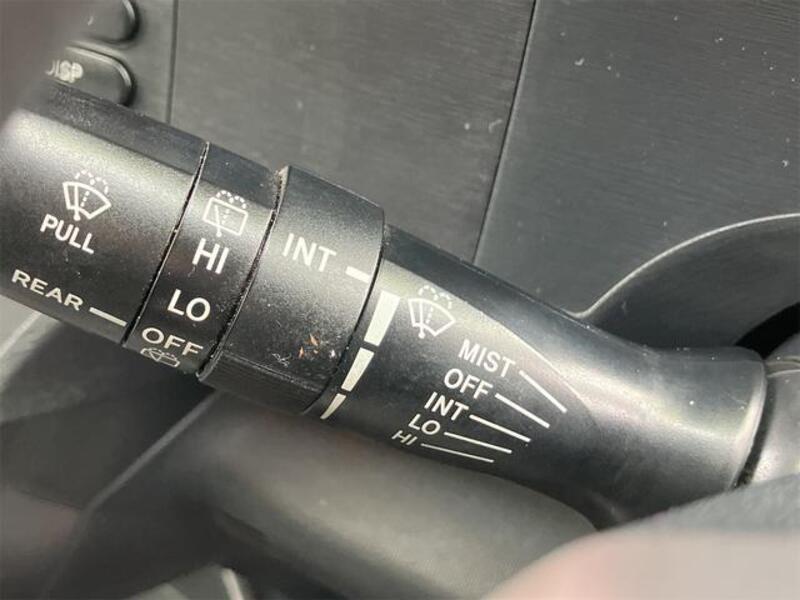 DISP
PULL
REAR
HI
LO
OFF
INT
MIST
OFF
INT
LO
HI